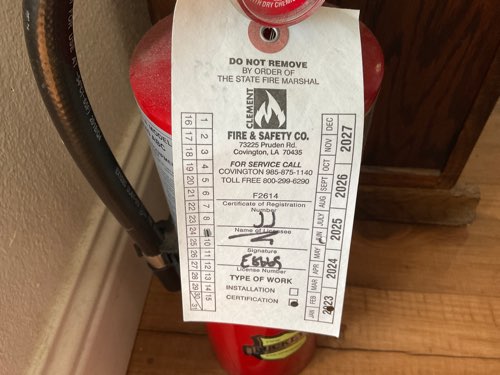 DRY CHEMI
DO NOT REMOVE
BY ORDER OF
THE STATE FIRE MARSHAL
CLEMENT
FIRE & SAFETY CO.
73225 Pruden Rd.
Covington, LA 70435
FOR SERVICE CALL
COVINGTON 985-875-1140
TOLL FREE 800-299-6290
F2614
Certificate of Registration
Number
JJ
Name of Licensee
Signature
License Number
TYPE OF WORK
INSTALLATION
CERTIFICATION
16 17 18 19 20 21 22 23 24 25 26 27 28 29 30 31
1 2 3 4 5 6 7 8 10 11 12 13 14 15
JAN FEB MAR APR MAY JUN JULY AUG SEPT OCT NOV DEC
2023 2024 2025 2026 2027
MODEL